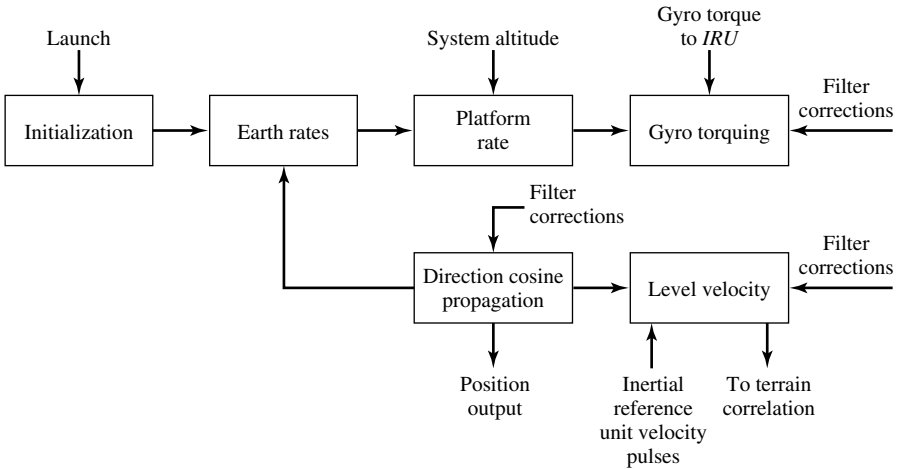 Launch
System altitude
Gyro torque
to IRU
Filter
corrections
Initialization
Earth rates
Platform
rate
Gyro torquing
Filter
corrections
Filter
corrections
Direction cosine
propagation
Level velocity
Position
output
Inertial
reference
unit velocity
pulses
To terrain
correlation